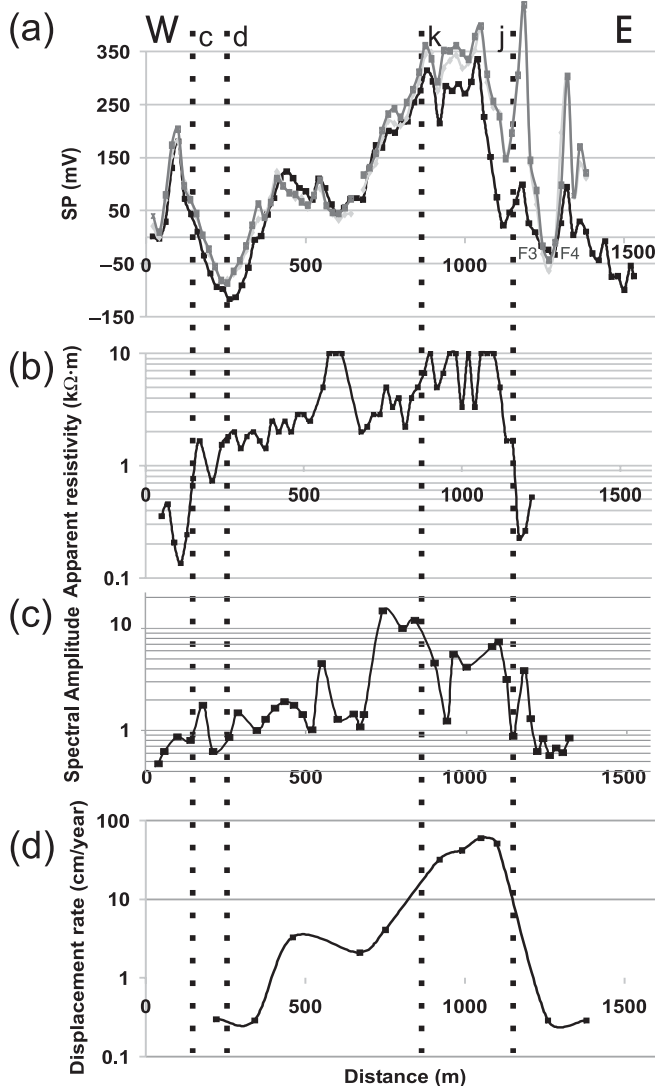 (a)
W c d k j E
SP (mV)
350
250
150
50
–50
–150
0 500 1000 1500
F3 F4
(b)
Apparent resistivity (kΩ·m)
10
1
0.1
0 500 1000 1500
(c)
Spectral Amplitude
10
1
0 500 1000 1500
(d)
Displacement rate (cm/year)
100
10
1
0.1
0 500 1000 1500
Distance (m)